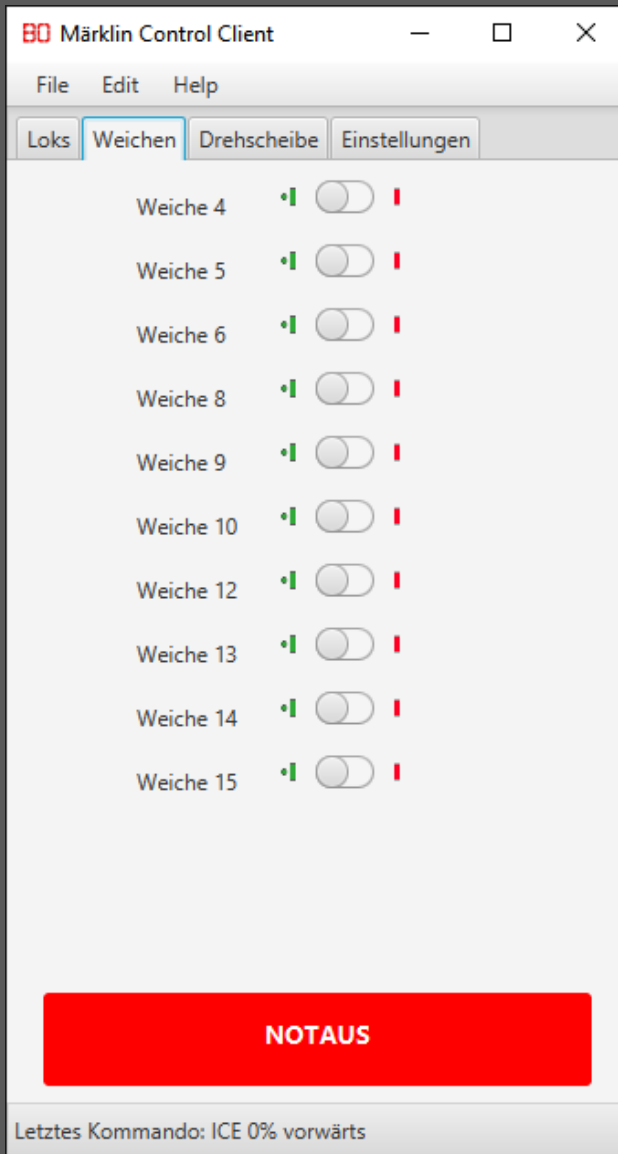 Märklin Control Client
File Edit Help
Loks Weichen Drehscheibe Einstellungen
Weiche 4
Weiche 5
Weiche 6
Weiche 8
Weiche 9
Weiche 10
Weiche 12
Weiche 13
Weiche 14
Weiche 15
NOTAUS
Letztes Kommando: ICE 0% vorwärts